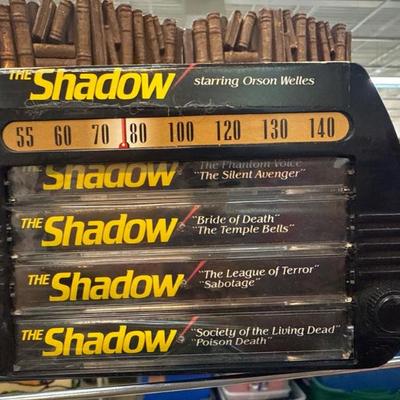 THE Shadow starring Orson Welles
55 60 70 80 100 120 130 140
The Phantom Voice"
THE Shadow "The Silent Avenger"
"Bride of Death"
THE Shadow "The Temple Bells"
"The League of Terror"
THE Shadow "Sabotage"
"Society of the Living Dead"
THE Shadow "Poison Death"